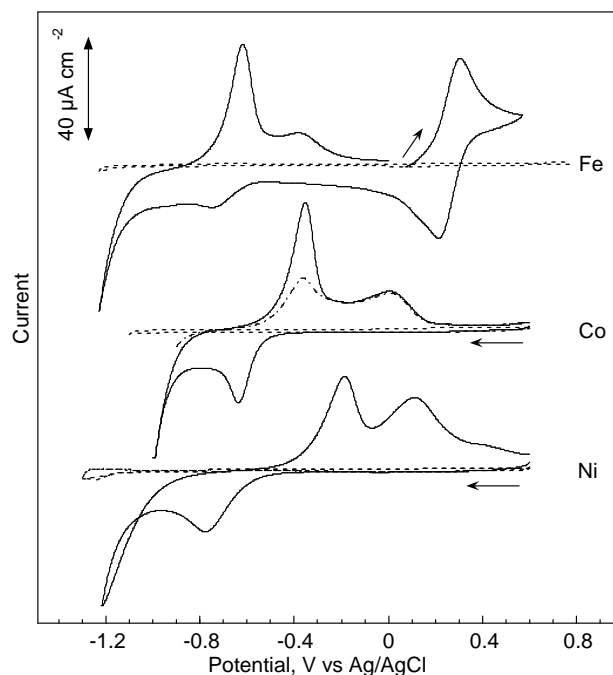 40 µA cm-2
Fe
Co
Ni
Current
-1.2 -0.8 -0.4 0 0.4 0.8
Potential, V vs Ag/AgCl